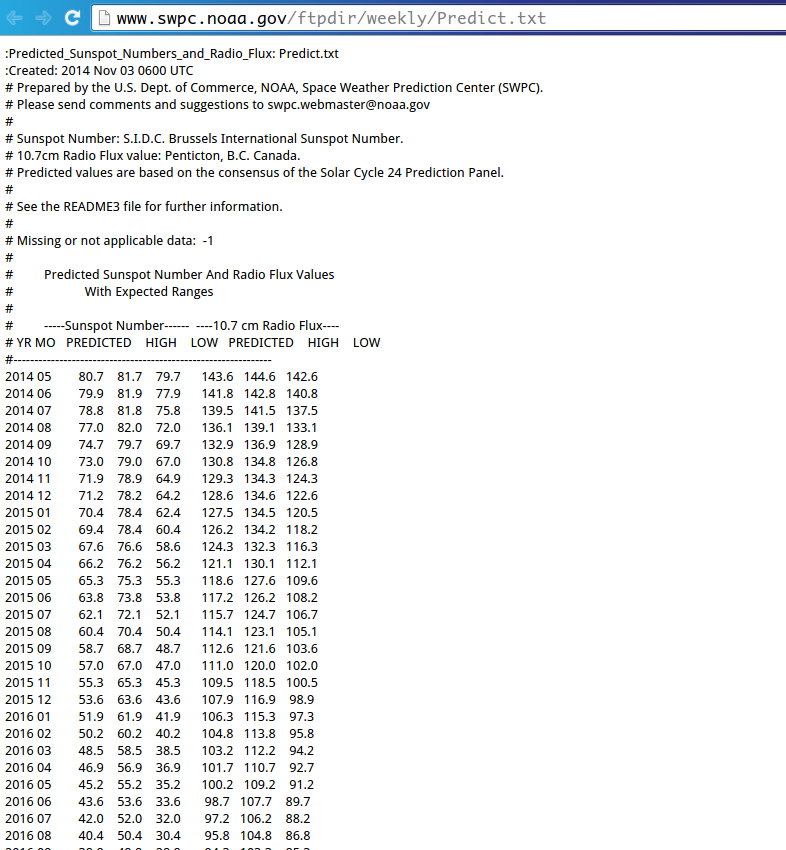 www.swpc.noaa.gov/ftpdir/weekly/Predict.txt
:Predicted_Sunspot_Numbers_and_Radio_Flux: Predict.txt
:Created: 2014 Nov 03 0600 UTC
# Prepared by the U.S. Dept. of Commerce, NOAA, Space Weather Prediction Center (SWPC).
# Please send comments and suggestions to swpc.webmaster@noaa.gov
#
# Sunspot Number: S.I.D.C. Brussels International Sunspot Number.
# 10.7cm Radio Flux value: Penticton, B.C. Canada.
# Predicted values are based on the consensus of the Solar Cycle 24 Prediction Panel.
#
# See the README3 file for further information.
#
# Missing or not applicable data: -1
#
# Predicted Sunspot Number And Radio Flux Values
# With Expected Ranges
#
# -----Sunspot Number------ ----10.7 cm Radio Flux----
# YR MO PREDICTED HIGH LOW PREDICTED HIGH LOW
#--------------------------------------------------------------
2014 05 80.7 81.7 79.7 143.6 144.6 142.6
2014 06 79.9 81.9 77.9 141.8 142.8 140.8
2014 07 78.8 81.8 75.8 139.5 141.5 137.5
2014 08 77.0 82.0 72.0 136.1 139.1 133.1
2014 09 74.7 79.7 69.7 132.9 136.9 128.9
2014 10 73.0 79.0 67.0 130.8 134.8 126.8
2014 11 71.9 78.9 64.9 129.3 134.3 124.3
2014 12 71.2 78.2 64.2 128.6 134.6 122.6
2015 01 70.4 78.4 62.4 127.5 134.5 120.5
2015 02 69.4 78.4 60.4 126.2 134.2 118.2
2015 03 67.6 76.6 58.6 124.3 132.3 116.3
2015 04 66.2 76.2 56.2 121.1 130.1 112.1
2015 05 65.3 75.3 55.3 118.6 127.6 109.6
2015 06 63.8 73.8 53.8 117.2 126.2 108.2
2015 07 62.1 72.1 52.1 115.7 124.7 106.7
2015 08 60.4 70.4 50.4 114.1 123.1 105.1
2015 09 58.7 68.7 48.7 112.6 121.6 103.6
2015 10 57.0 67.0 47.0 111.0 120.0 102.0
2015 11 55.3 65.3 45.3 109.5 118.5 100.5
2015 12 53.6 63.6 43.6 107.9 116.9 98.9
2016 01 51.9 61.9 41.9 106.3 115.3 97.3
2016 02 50.2 60.2 40.2 104.8 113.8 95.8
2016 03 48.5 58.5 38.5 103.2 112.2 94.2
2016 04 46.9 56.9 36.9 101.7 110.7 92.7
2016 05 45.2 55.2 35.2 100.2 109.2 91.2
2016 06 43.6 53.6 33.6 98.7 107.7 89.7
2016 07 42.0 52.0 32.0 97.2 106.2 88.2
2016 08 40.4 50.4 30.4 95.8 104.8 86.8